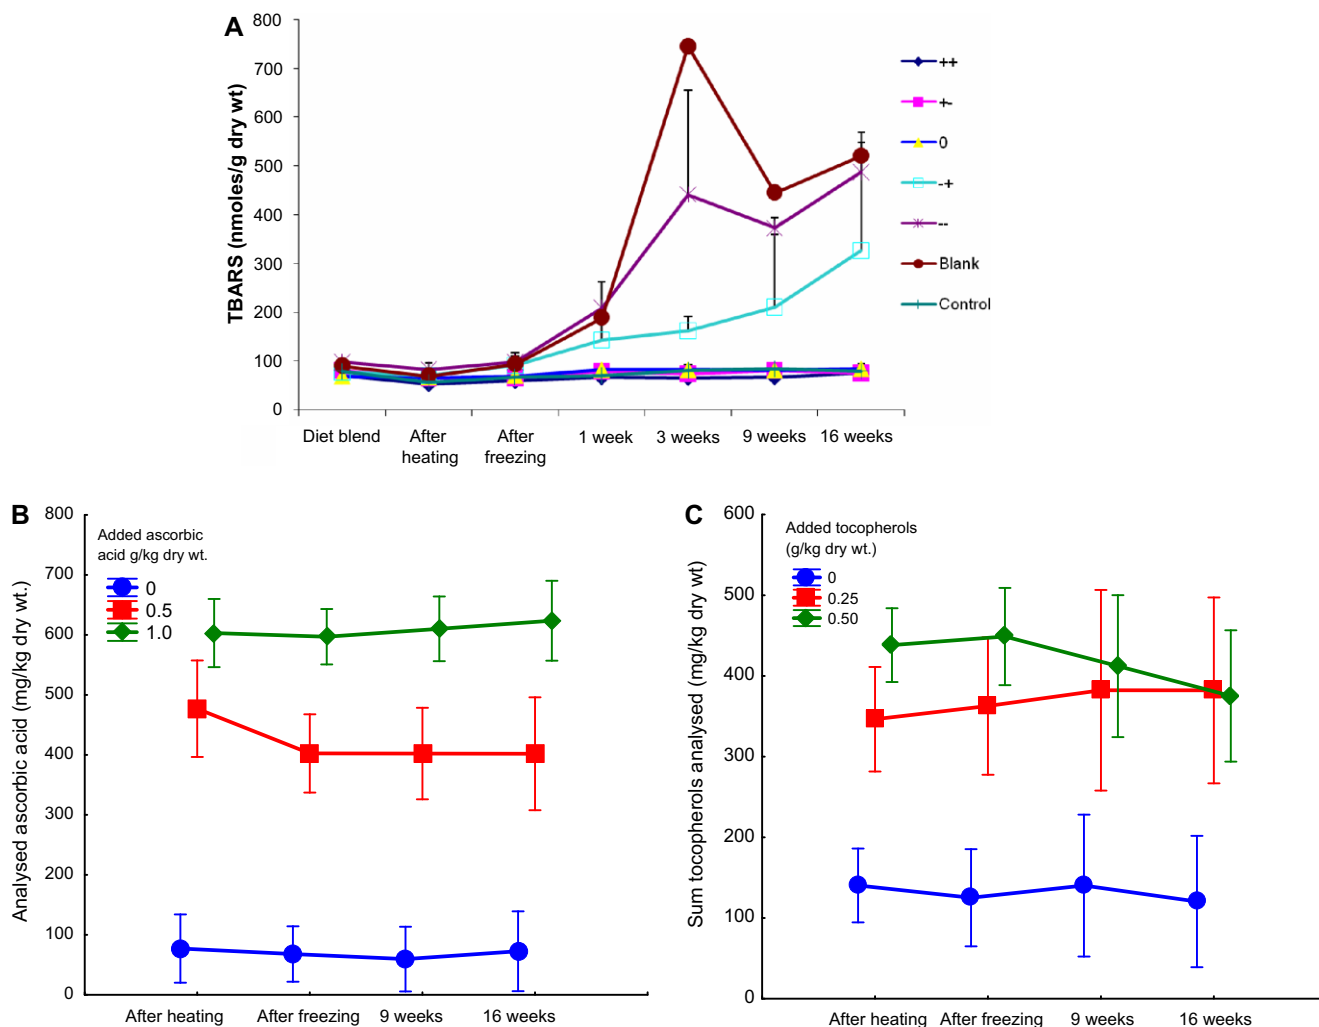 A
TBARS (nmoles/g dry wt)
800
700
600
500
400
300
200
100
0
Diet blend
After heating
After freezing
1 week
3 weeks
9 weeks
16 weeks
++
+-
0
-+
--
Blank
Control
B
Analysed ascorbic acid (mg/kg dry wt.)
800
700
600
500
400
300
200
100
0
Added ascorbic
acid g/kg dry wt.
0
0.5
1.0
After heating
After freezing
9 weeks
16 weeks
C
Sum tocopherols analysed (mg/kg dry wt)
600
500
400
300
200
100
0
Added tocopherols
(g/kg dry wt.)
0
0.25
0.50
After heating
After freezing
9 weeks
16 weeks